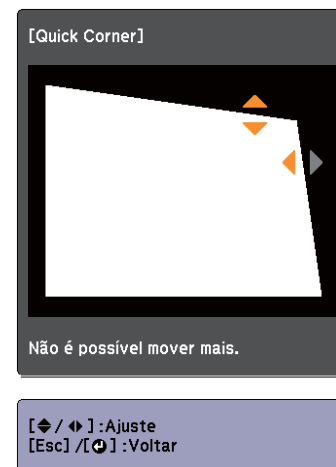 [Quick Corner]
Não é possível mover mais.
[◆/ ◂▸ ] :Ajuste
[Esc] /[⏎] :Voltar